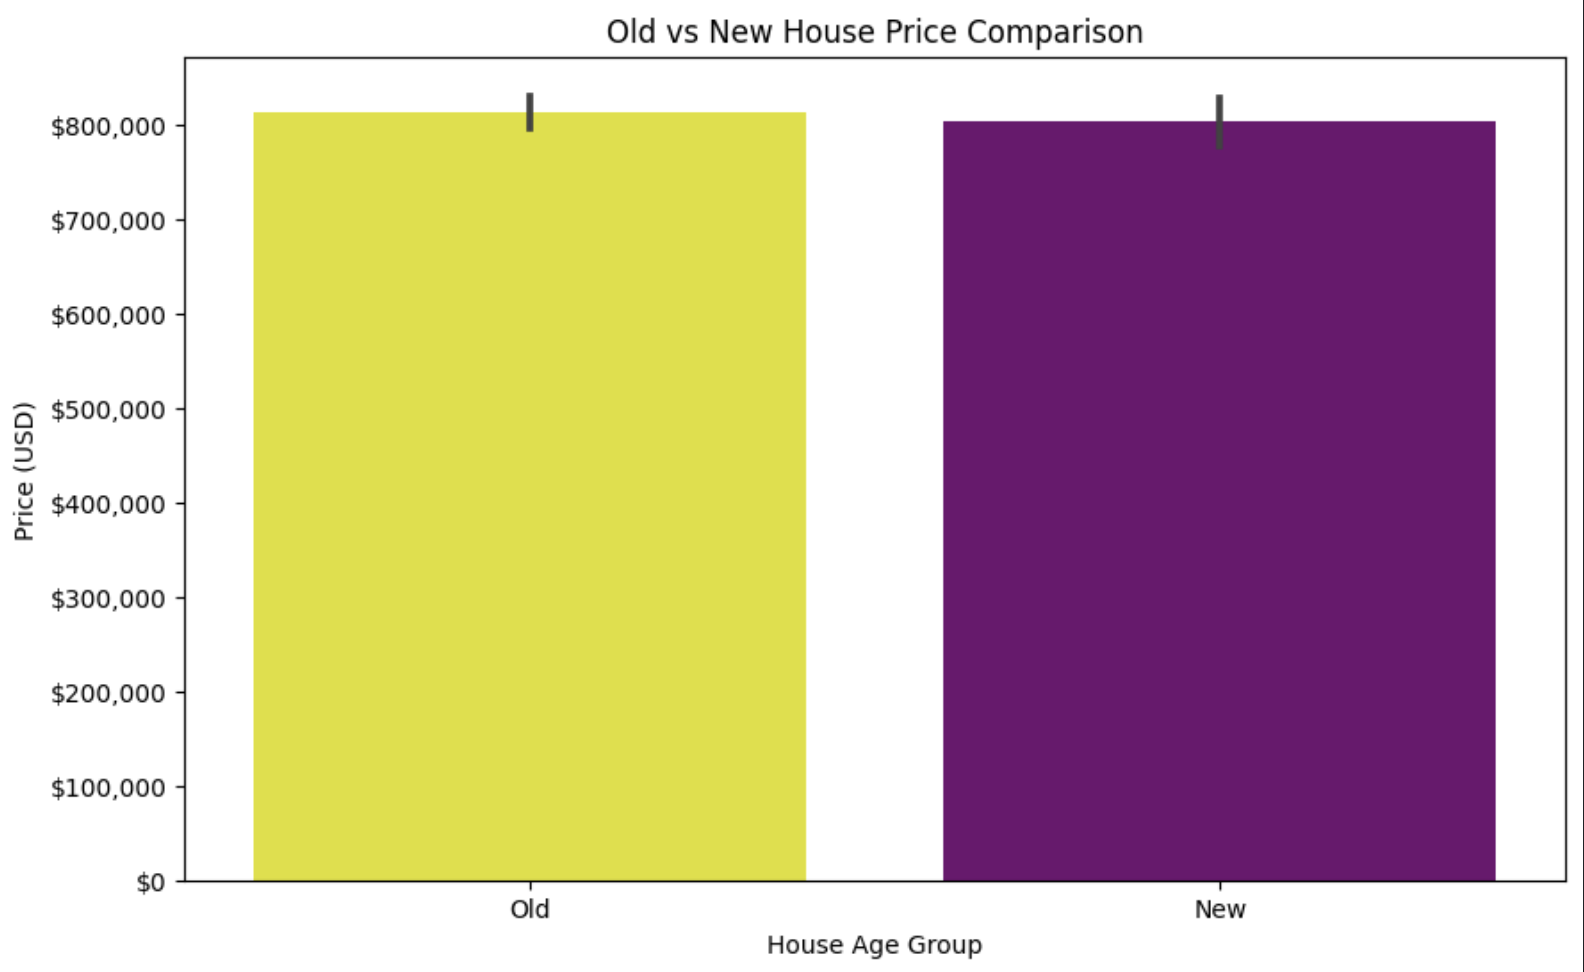 Old vs New House Price Comparison
$800,000
$700,000
$600,000
$500,000
$400,000
$300,000
$200,000
$100,000
$0
Price (USD)
Old
New
House Age Group